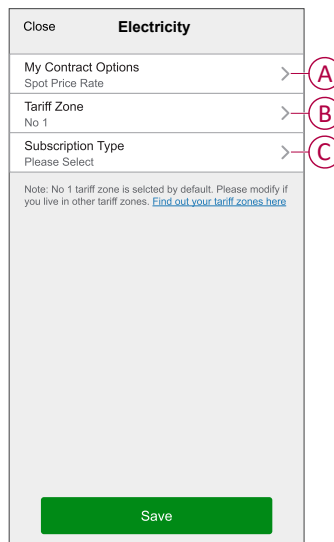 Close Electricity
My Contract Options
Spot Price Rate
A
Tariff Zone
No 1
B
Subscription Type
Please Select
C
Note: No 1 tariff zone is selcted by default. Please modify if
you live in other tariff zones. Find out your tariff zones here
Save